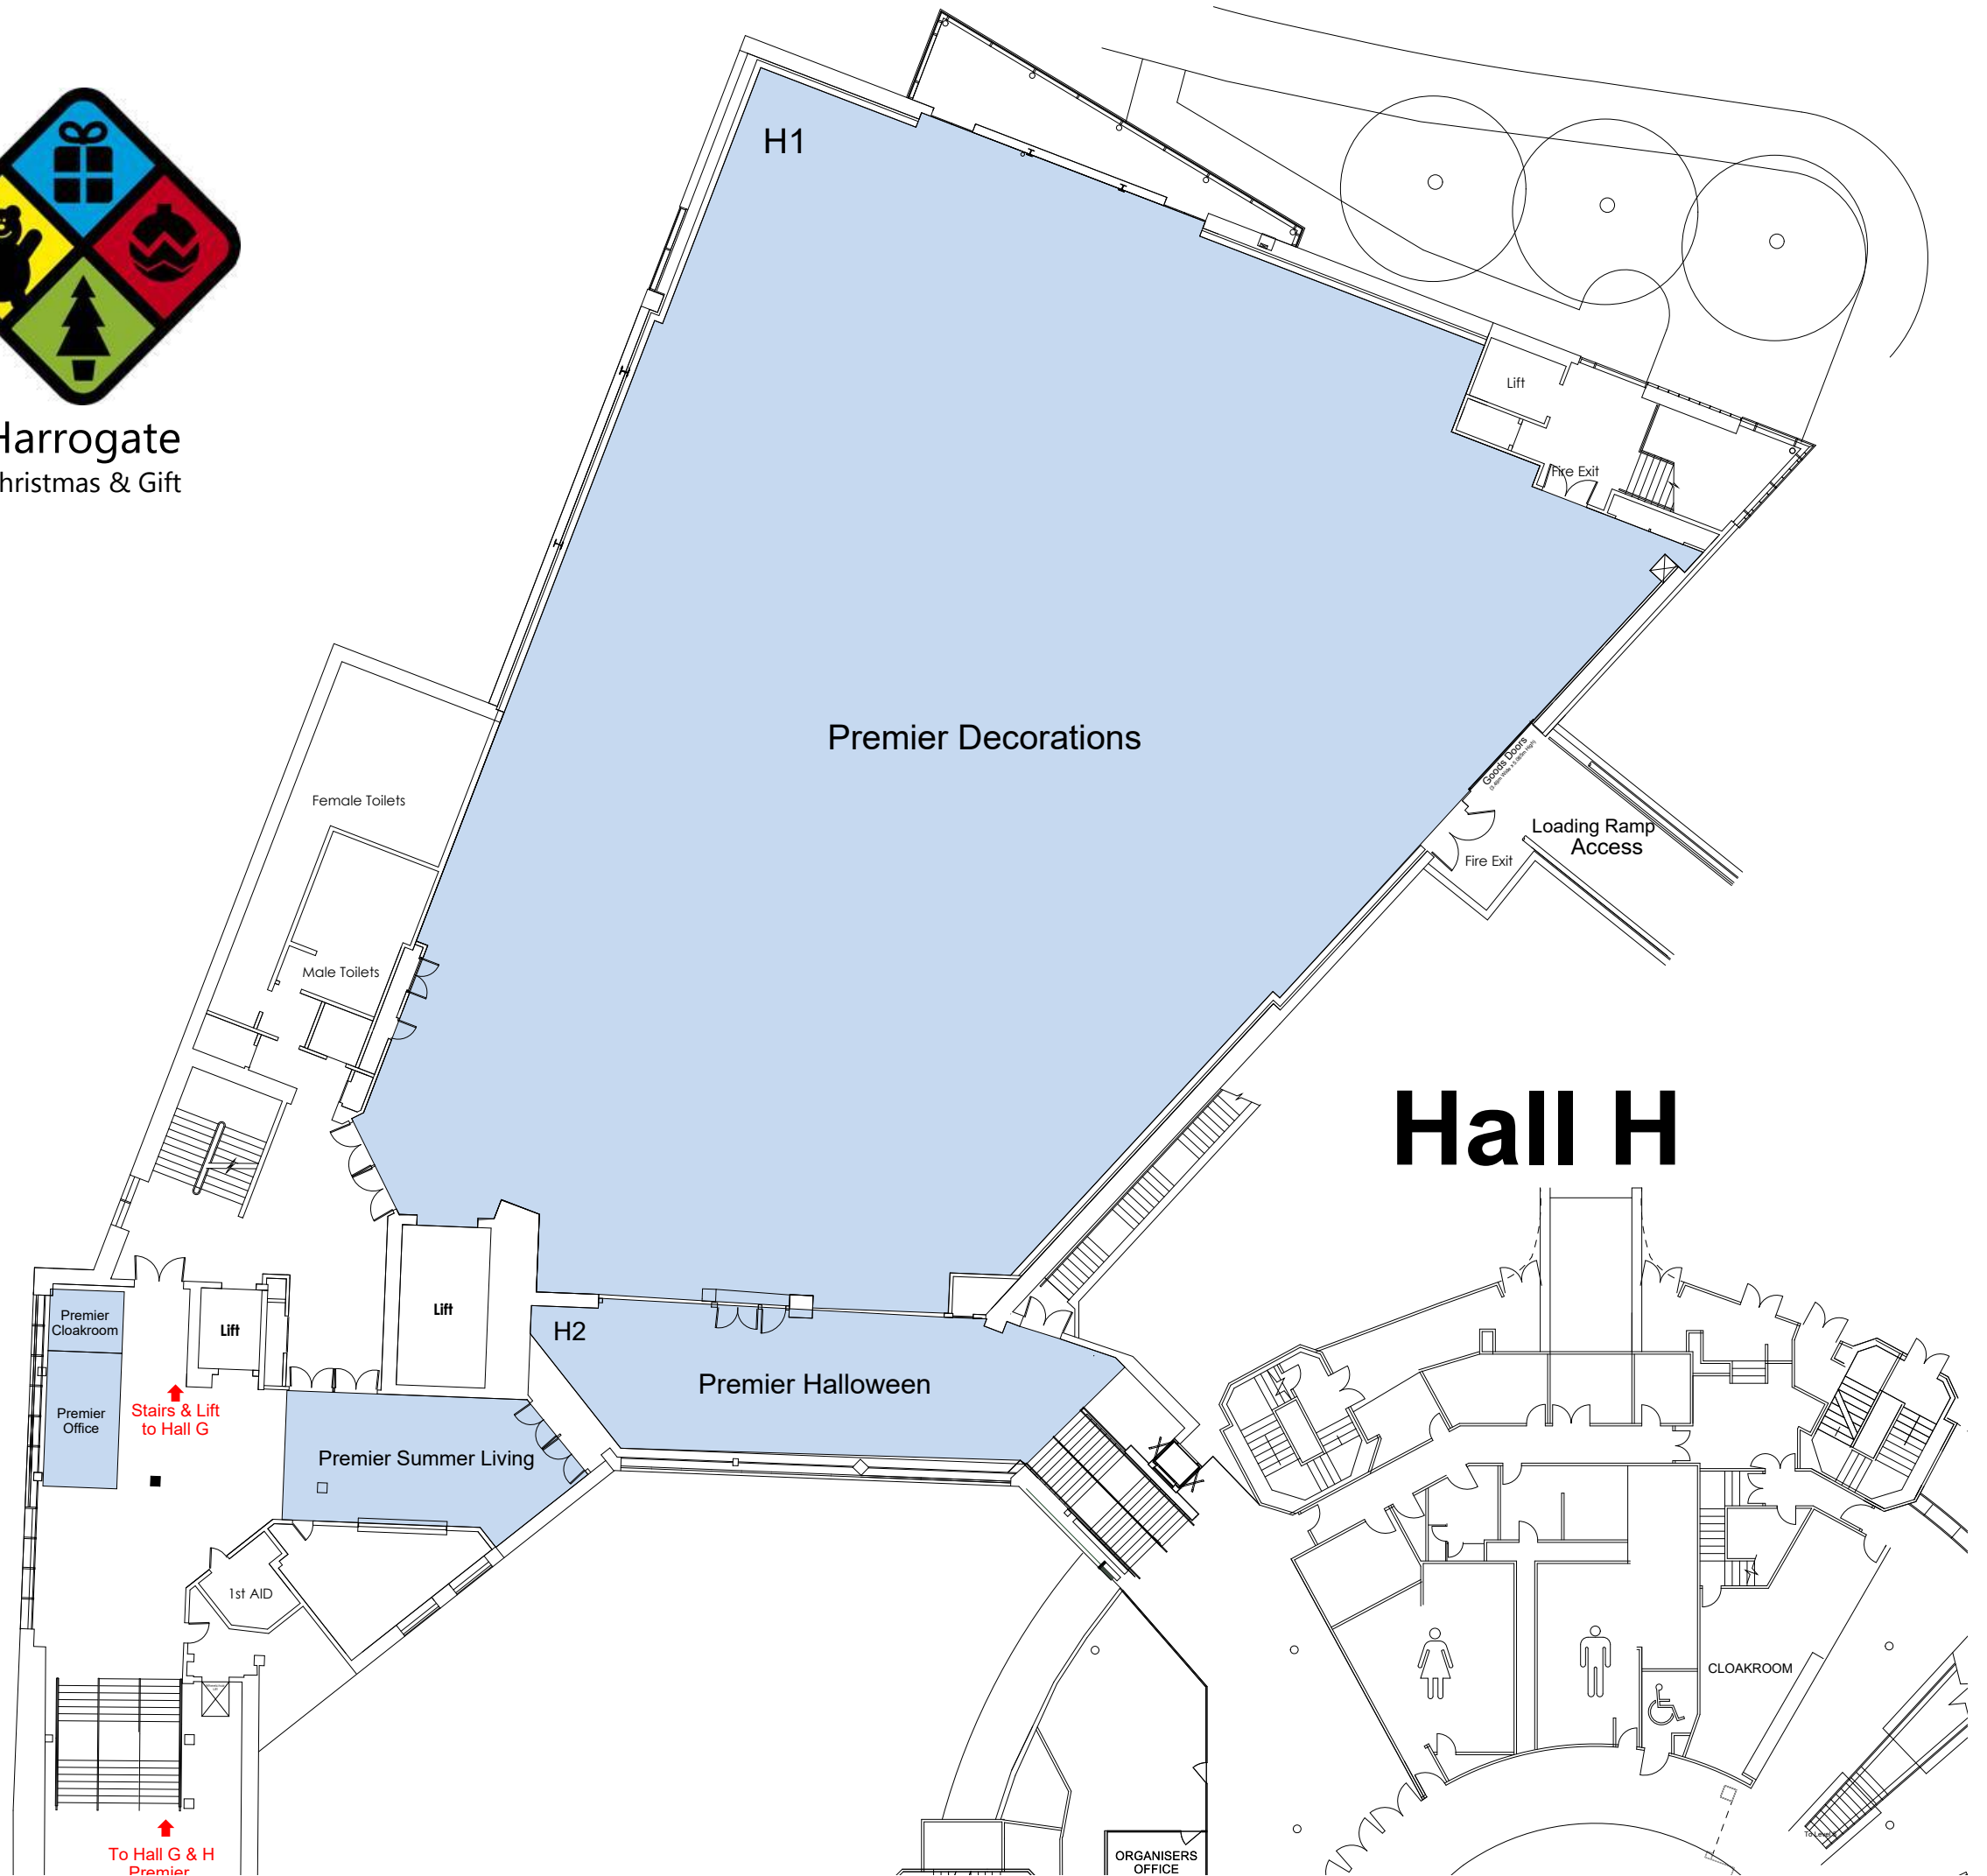 H1
Harrogate
Christmas & Gift
Lift
Fire Exit
Premier Decorations
Goods Doors
Female Toilets
Loading Ramp
Access
Fire Exit
Male Toilets
Hall H
Premier
Cloakroom
Lift
Lift
H2
Premier Halloween
Premier
Office
Stairs & Lift
to Hall G
Premier Summer Living
1st AID
CLOAKROOM
To Hall G & H
Premier
ORGANISERS
OFFICE